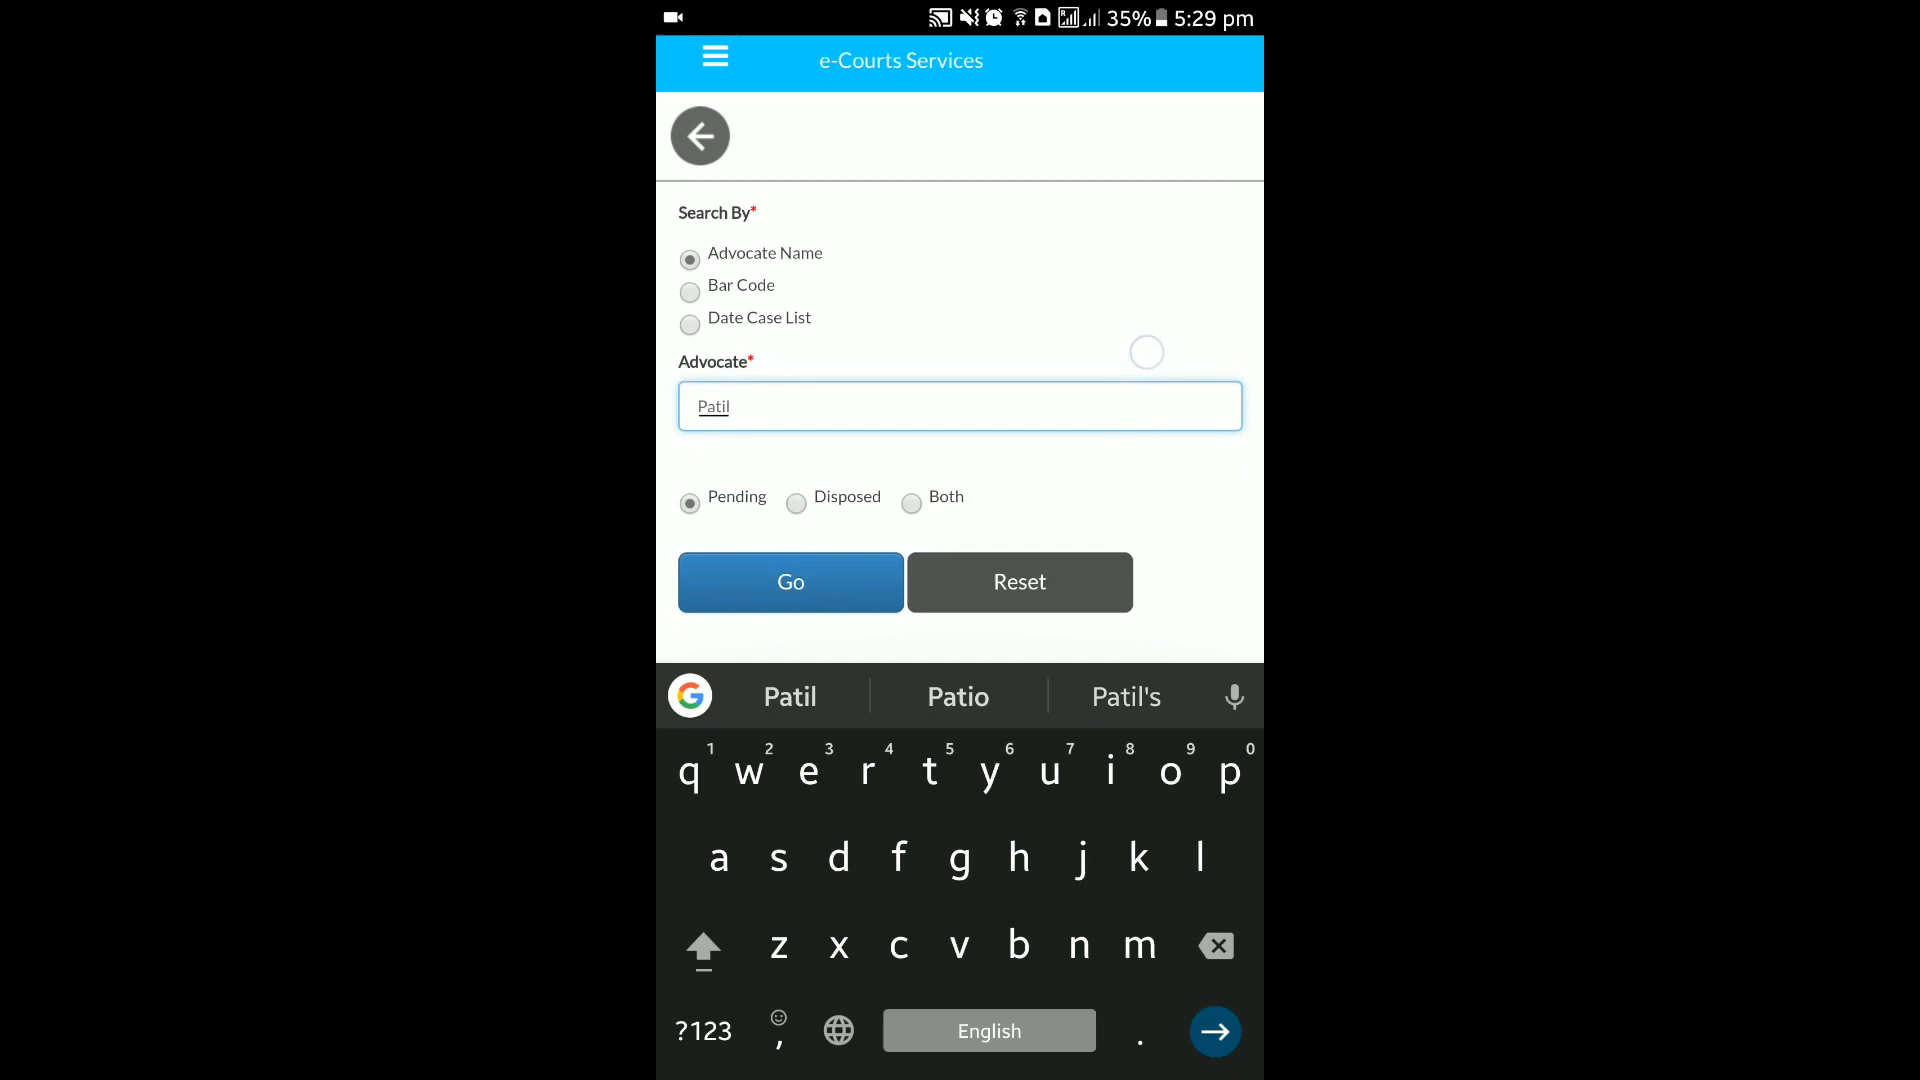 35% 5:29 pm
e-Courts Services
Search By*
Advocate Name
Bar Code
Date Case List
Advocate*
Patil
Pending Disposed Both
Go Reset
G Patil Patio Patil's
1 2 3 4 5 6 7 8 9 0
q w e r t y u i o p
a s d f g h j k l
z x c v b n m
?123 , English .